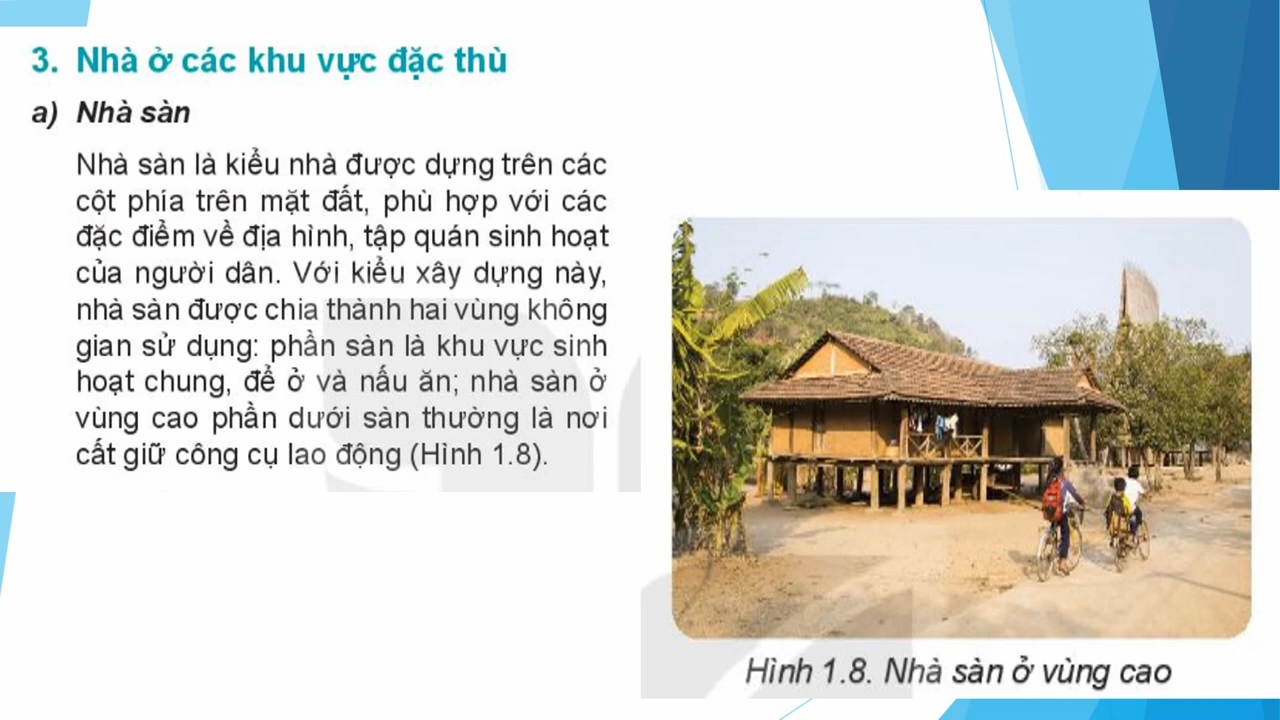 3. Nhà ở các khu vực đặc thù
a) Nhà sàn
Nhà sàn là kiểu nhà được dựng trên các
cột phía trên mặt đất, phù hợp với các
đặc điểm về địa hình, tập quán sinh hoạt
của người dân. Với kiểu xây dựng này,
nhà sàn được chia thành hai vùng không
gian sử dụng: phần sàn là khu vực sinh
hoạt chung, để ở và nấu ăn; nhà sàn ở
vùng cao phần dưới sàn thường là nơi
cất giữ công cụ lao động (Hình 1.8).
Hình 1.8. Nhà sàn ở vùng cao